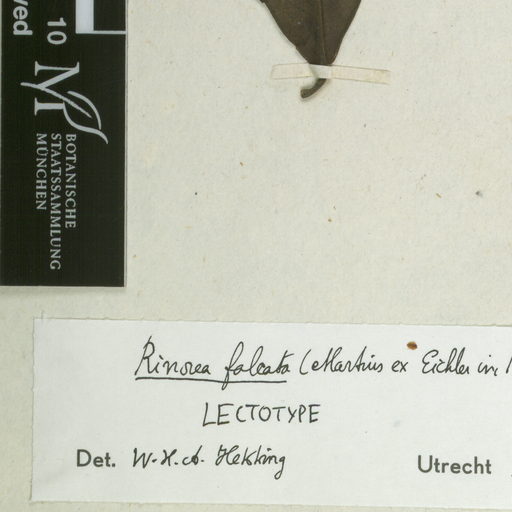 ved
10
M
BOTANISCHE
STAATSSAMMLUNG
MÜNCHEN
Rinorea falcata (Martius ex Eichler in
LECTOTYPE
Det. W.H.A. Hekking
Utrecht